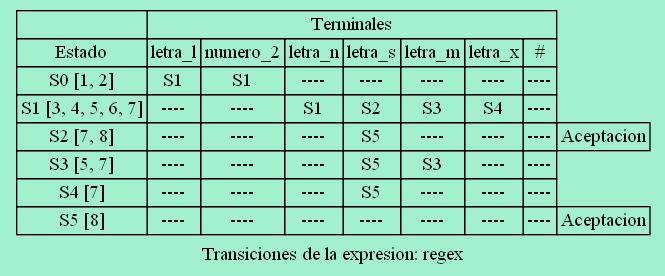 Terminales
Estado letra_l numero_2 letra_n letra_s letra_m letra_x #
S0 [1, 2] S1 S1 ---- ---- ---- ---- ----
S1 [3, 4, 5, 6, 7] ---- ---- S1 S2 S3 S4 ----
S2 [7, 8] ---- ---- ---- S5 ---- ---- ---- Aceptacion
S3 [5, 7] ---- ---- ---- S5 S3 ---- ----
S4 [7] ---- ---- ---- S5 ---- ---- ----
S5 [8] ---- ---- ---- ---- ---- ---- ---- Aceptacion
Transiciones de la expresion: regex